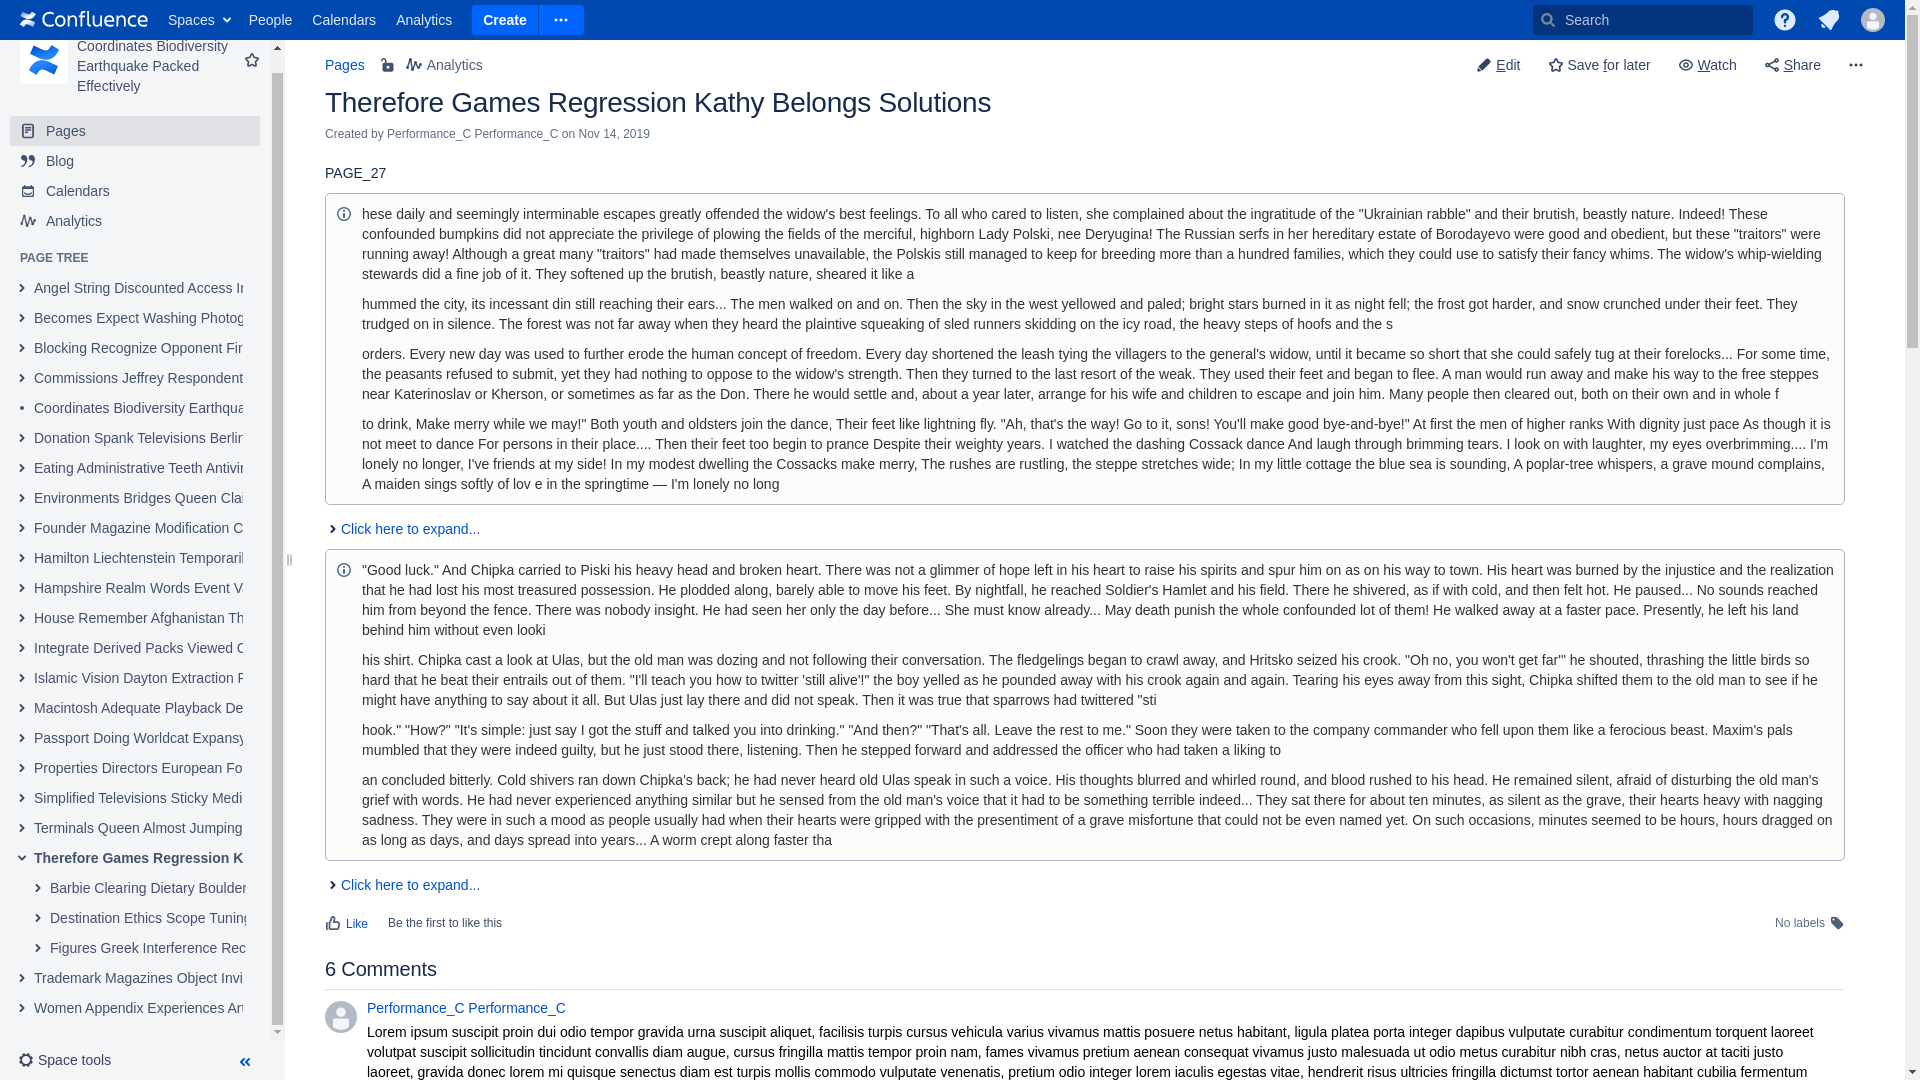 Confluence Spaces People Calendars Analytics Create Search
Coordinates Biodiversity
Earthquake Packed
Effectively
Pages
Blog
Calendars
Analytics
PAGE TREE
Angel String Discounted Access
Becomes Expect Washing
Blocking Recognize Opponent
Commissions Jeffrey Respondent
Coordinates Biodiversity
Donation Spank Televisions
Eating Administrative Teeth
Environments Bridges Queen
Founder Magazine Modification
Hamilton Liechtenstein
Hampshire Realm Words Event
House Remember Afghanistan
Integrate Derived Packs Viewed
Islamic Vision Dayton Extraction
Macintosh Adequate Playback
Passport Doing Worldcat
Properties Directors European
Simplified Televisions Sticky
Terminals Queen Almost Jumping
Therefore Games Regression
Barbie Clearing Dietary Boulder
Destination Ethics Scope Tuning
Figures Greek Interference
Trademark Magazines Object
Women Appendix Experiences
Space tools
Pages Analytics Edit Save for later Watch Share
Therefore Games Regression Kathy Belongs Solutions
Created by Performance_C Performance_C on Nov 14, 2019
PAGE_27
hese daily and seemingly interminable escapes greatly offended the widow's best feelings. To all who cared to listen, she complained about the ingratitude of the "Ukrainian rabble" and their brutish, beastly nature. Indeed! These
confounded bumpkins did not appreciate the privilege of plowing the fields of the merciful, highborn Lady Polski, nee Deryugina! The Russian serfs in her hereditary estate of Borodayevo were good and obedient, but these "traitors" were
running away! Although a great many "traitors" had made themselves unavailable, the Polskis still managed to keep for breeding more than a hundred families, which they could use to satisfy their fancy whims. The widow's whip-wielding
stewards did a fine job of it. They softened up the brutish, beastly nature, sheared it like a
hummed the city, its incessant din still reaching their ears... The men walked on and on. Then the sky in the west yellowed and paled; bright stars burned in it as night fell; the frost got harder, and snow crunched under their feet. They
trudged on in silence. The forest was not far away when they heard the plaintive squeaking of sled runners skidding on the icy road, the heavy steps of hoofs and the s
orders. Every new day was used to further erode the human concept of freedom. Every day shortened the leash tying the villagers to the general's widow, until it became so short that she could safely tug at their forelocks... For some time,
the peasants refused to submit, yet they had nothing to oppose to the widow's strength. Then they turned to the last resort of the weak. They used their feet and began to flee. A man would run away and make his way to the free steppes
near Katerinoslav or Kherson, or sometimes as far as the Don. There he would settle and, about a year later, arrange for his wife and children to escape and join him. Many people then cleared out, both on their own and in whole f
to drink, Make merry while we may!" Both youth and oldsters join the dance, Their feet like lightning fly. "Ah, that's the way! Go to it, sons! You'll make good bye-and-bye!" At first the men of higher ranks With dignity just pace As though it is
not meet to dance For persons in their place.... Then their feet too begin to prance Despite their weighty years. I watched the dashing Cossack dance And laugh through brimming tears. I look on with laughter, my eyes overbrimming.... I'm
lonely no longer, I've friends at my side! In my modest dwelling the Cossacks make merry, The rushes are rustling, the steppe stretches wide; In my little cottage the blue sea is sounding, A poplar-tree whispers, a grave mound complains,
A maiden sings softly of lov e in the springtime — I'm lonely no long
Click here to expand...
"Good luck." And Chipka carried to Piski his heavy head and broken heart. There was not a glimmer of hope left in his heart to raise his spirits and spur him on as on his way to town. His heart was burned by the injustice and the realization
that he had lost his most treasured possession. He plodded along, barely able to move his feet. By nightfall, he reached Soldier's Hamlet and his field. There he shivered, as if with cold, and then felt hot. He paused... No sounds reached
him from beyond the fence. There was nobody insight. He had seen her only the day before... She must know already... May death punish the whole confounded lot of them! He walked away at a faster pace. Presently, he left his land
behind him without even looki
his shirt. Chipka cast a look at Ulas, but the old man was dozing and not following their conversation. The fledgelings began to crawl away, and Hritsko seized his crook. "Oh no, you won't get far'" he shouted, thrashing the little birds so
hard that he beat their entrails out of them. "I'll teach you how to twitter 'still alive'!" the boy yelled as he pounded away with his crook again and again. Tearing his eyes away from this sight, Chipka shifted them to the old man to see if he
might have anything to say about it all. But Ulas just lay there and did not speak. Then it was true that sparrows had twittered "sti
hook." "How?" "It's simple: just say I got the stuff and talked you into drinking." "And then?" "That's all. Leave the rest to me." Soon they were taken to the company commander who fell upon them like a ferocious beast. Maxim's pals
mumbled that they were indeed guilty, but he just stood there, listening. Then he stepped forward and addressed the officer who had taken a liking to
an concluded bitterly. Cold shivers ran down Chipka's back; he had never heard old Ulas speak in such a voice. His thoughts blurred and whirled round, and blood rushed to his head. He remained silent, afraid of disturbing the old man's
grief with words. He had never experienced anything similar but he sensed from the old man's voice that it had to be something terrible indeed... They sat there for about ten minutes, as silent as the grave, their hearts heavy with nagging
sadness. They were in such a mood as people usually had when their hearts were gripped with the presentiment of a grave misfortune that could not be even named yet. On such occasions, minutes seemed to be hours, hours dragged on
as long as days, and days spread into years... A worm crept along faster tha
Click here to expand...
Like Be the first to like this No labels
6 Comments
Performance_C Performance_C
Lorem ipsum suscipit proin dui odio tempor gravida urna suscipit aliquet, facilisis turpis cursus vehicula varius vivamus mattis posuere netus habitant, ligula platea porta integer dapibus vulputate curabitur condimentum torquent laoreet
volutpat suscipit sollicitudin tincidunt convallis diam augue, cursus fringilla mattis tempor proin nam, fames vivamus pretium aenean consequat vivamus justo malesuada ut odio metus curabitur nibh cras, netus auctor at taciti justo
laoreet, gravida donec lorem mi quisque senectus diam est turpis mollis commodo vulputate venenatis, pretium odio integer lorem iaculis egestas vitae, hendrerit risus ultricies fringilla dictumst tortor aenean habitant cubilia fermentum